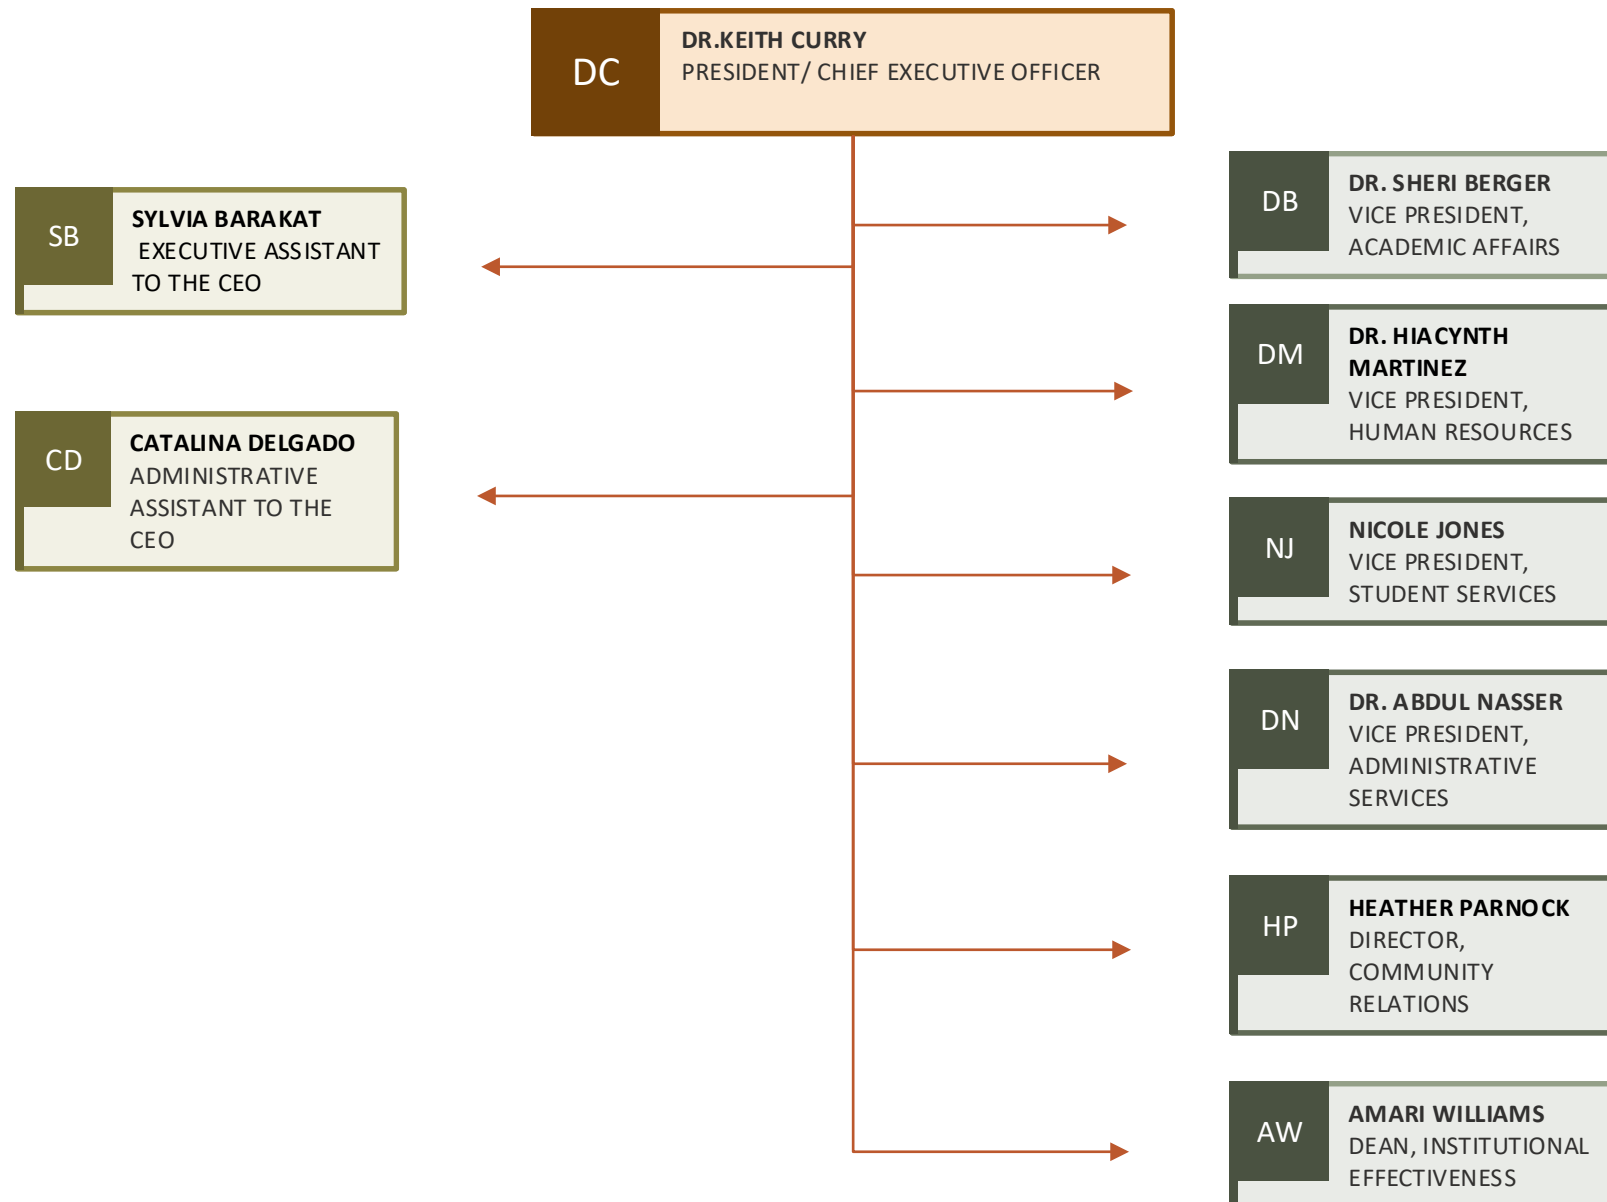 DC
DR.KEITH CURRY
PRESIDENT/ CHIEF EXECUTIVE OFFICER
SB
SYLVIA BARAKAT
EXECUTIVE ASSISTANT
TO THE CEO
CD
CATALINA DELGADO
ADMINISTRATIVE
ASSISTANT TO THE
CEO
DB
DR. SHERI BERGER
VICE PRESIDENT,
ACADEMIC AFFAIRS
DM
DR. HIACYNTH
MARTINEZ
VICE PRESIDENT,
HUMAN RESOURCES
NJ
NICOLE JONES
VICE PRESIDENT,
STUDENT SERVICES
DN
DR. ABDUL NASSER
VICE PRESIDENT,
ADMINISTRATIVE
SERVICES
HP
HEATHER PARNOCK
DIRECTOR,
COMMUNITY
RELATIONS
AW
AMARI WILLIAMS
DEAN, INSTITUTIONAL
EFFECTIVENESS